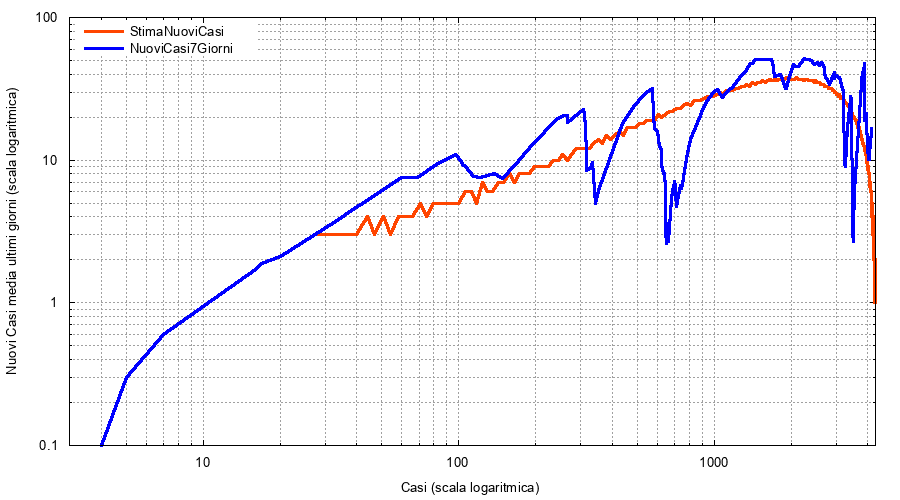 100
StimaNuoviCasi
NuoviCasi7Giorni
10
1
0.1
Nuovi Casi media ultimi giorni (scala logaritmica)
10 100 1000
Casi (scala logaritmica)